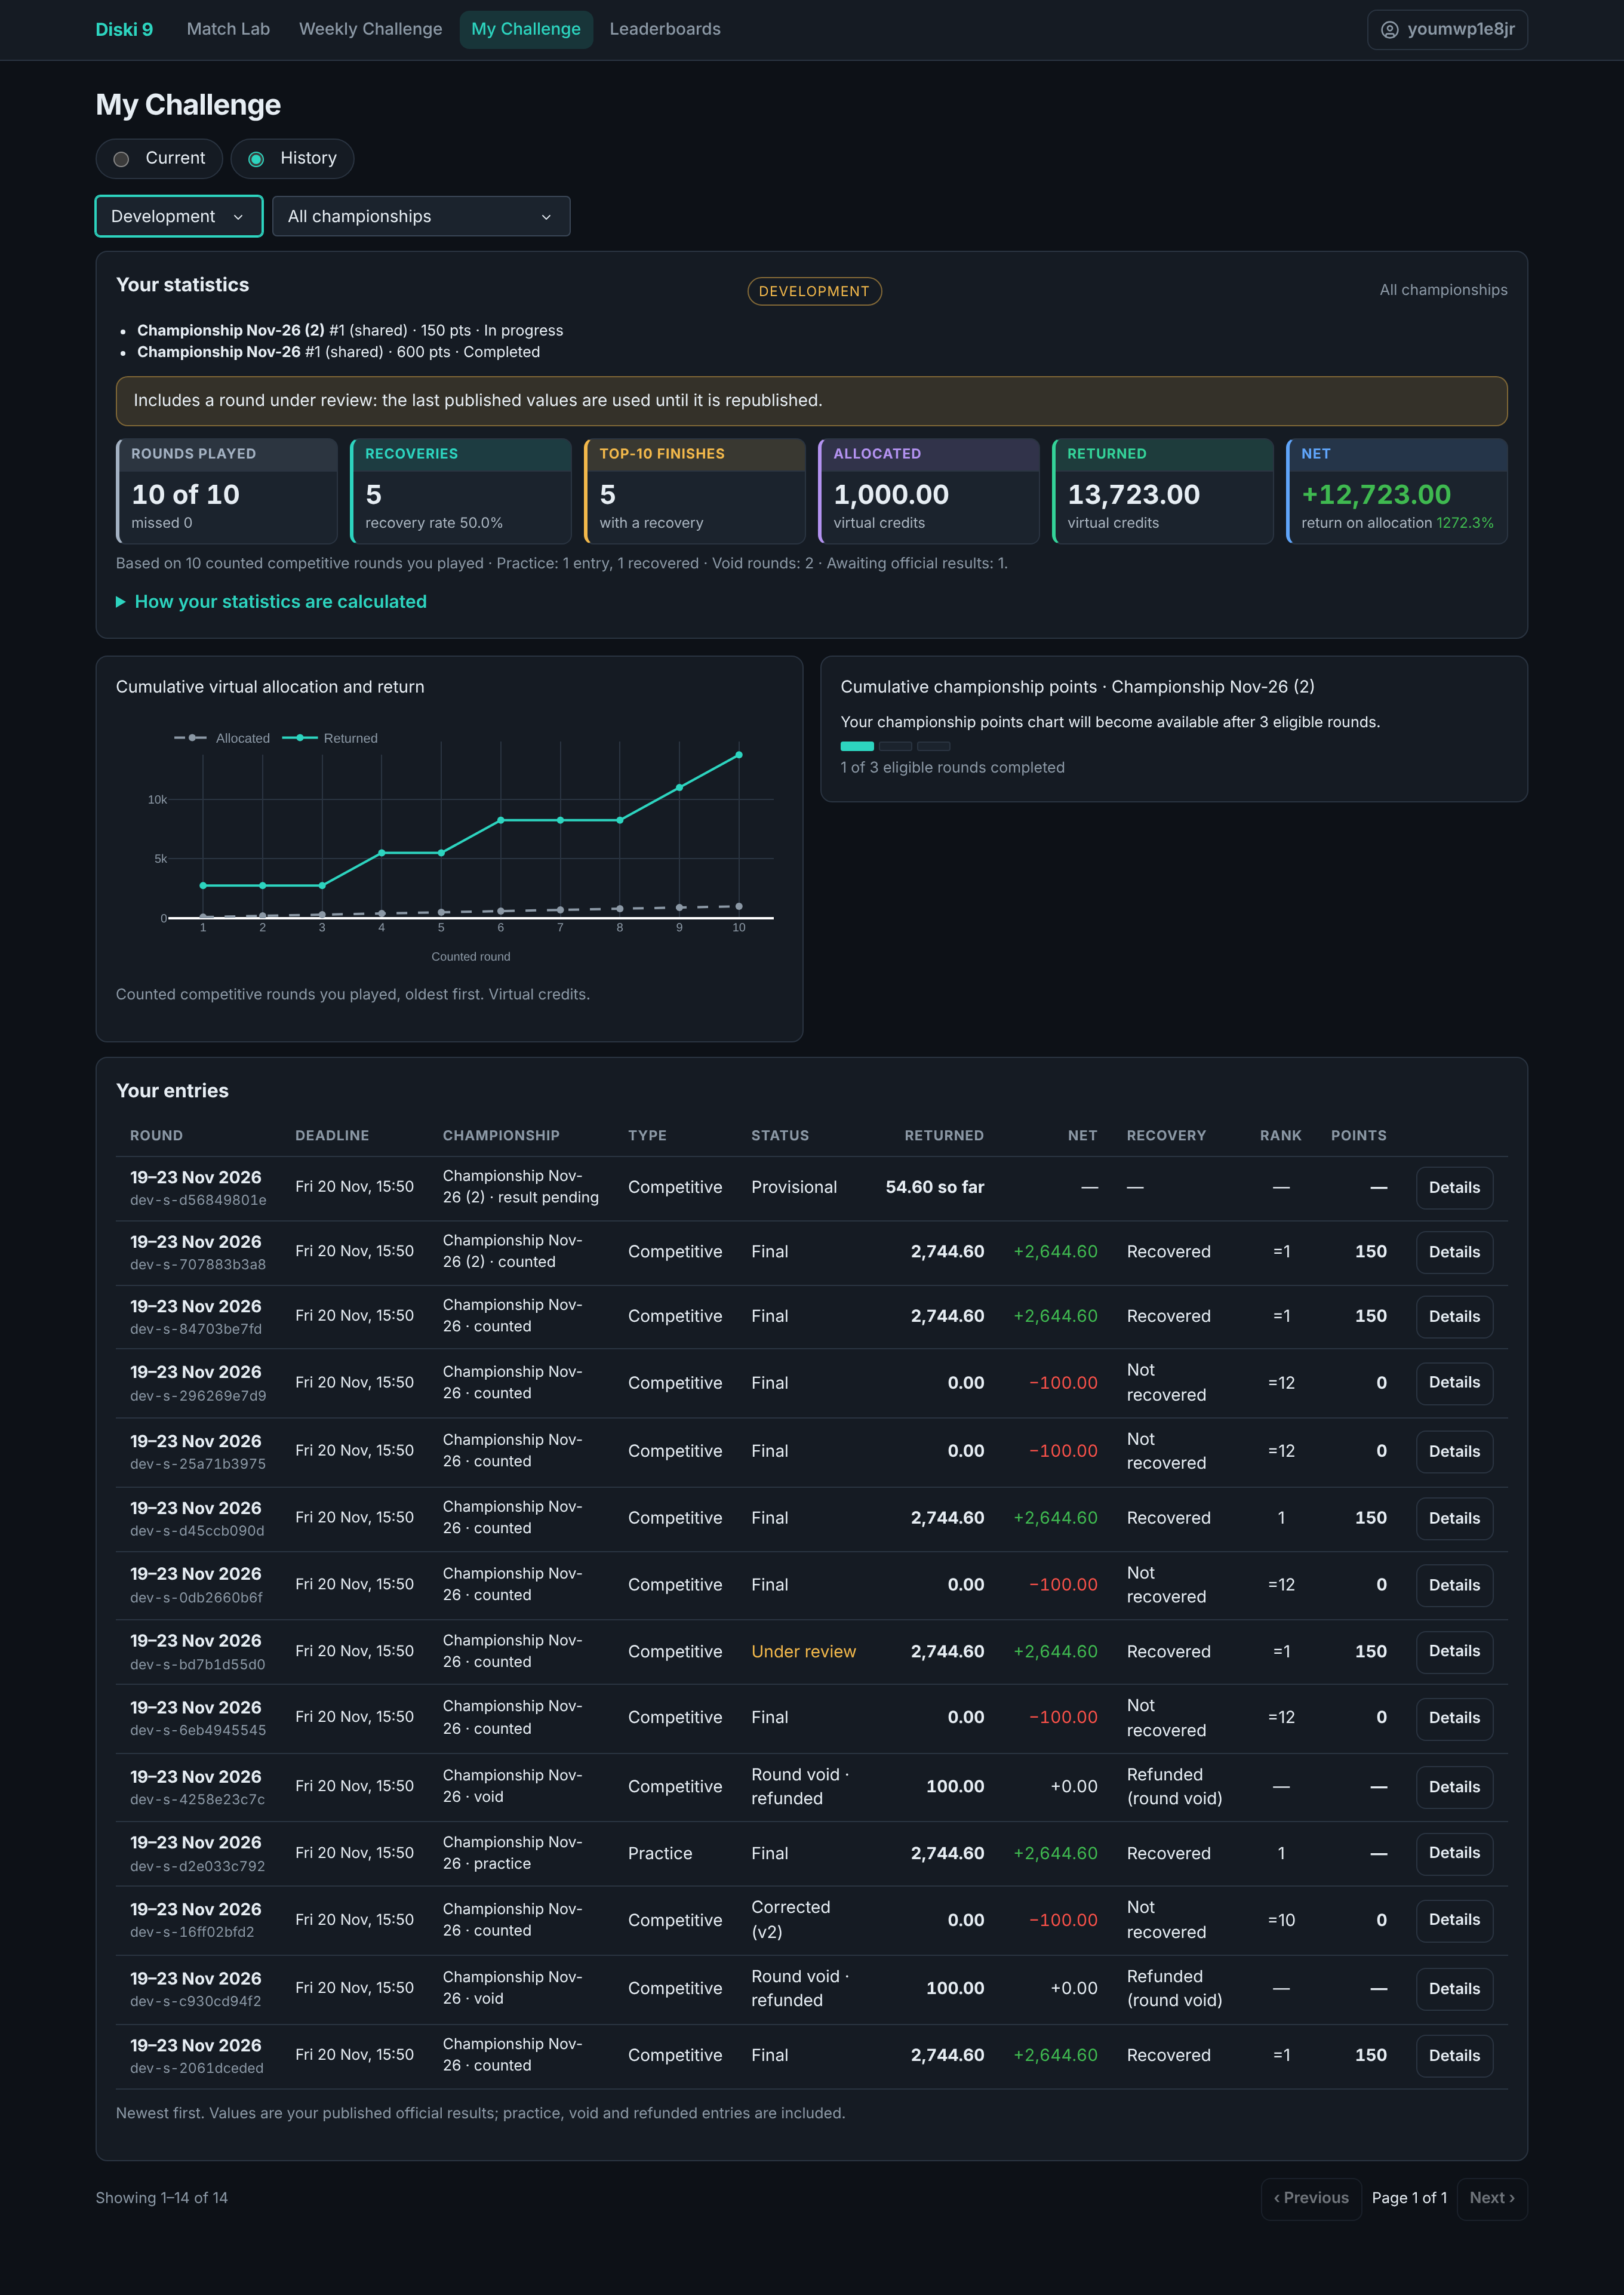 Diski 9 Match Lab Weekly Challenge My Challenge Leaderboards youmwp1e8jr
My Challenge
Current History
Development All championships
Your statistics DEVELOPMENT All championships
• Championship Nov-26 (2) #1 (shared) · 150 pts · In progress
• Championship Nov-26 #1 (shared) · 600 pts · Completed
Includes a round under review: the last published values are used until it is republished.
ROUNDS PLAYED RECOVERIES TOP-10 FINISHES ALLOCATED RETURNED NET
10 of 10 5 5 1,000.00 13,723.00 +12,723.00
missed 0 recovery rate 50.0% with a recovery virtual credits virtual credits return on allocation 1272.3%
Based on 10 counted competitive rounds you played · Practice: 1 entry, 1 recovered · Void rounds: 2 · Awaiting official results: 1.
How your statistics are calculated
Cumulative virtual allocation and return
Allocated Returned
10k
5k
0
1 2 3 4 5 6 7 8 9 10
Counted round
Counted competitive rounds you played, oldest first. Virtual credits.
Cumulative championship points · Championship Nov-26 (2)
Your championship points chart will become available after 3 eligible rounds.
1 of 3 eligible rounds completed
Your entries
ROUND DEADLINE CHAMPIONSHIP TYPE STATUS RETURNED NET RECOVERY RANK POINTS
19–23 Nov 2026 Fri 20 Nov, 15:50 Championship Nov- Competitive Provisional 54.60 so far — — — — Details
dev-s-d56849801e 26 (2) · result pending
19–23 Nov 2026 Fri 20 Nov, 15:50 Championship Nov- Competitive Final 2,744.60 +2,644.60 Recovered =1 150 Details
dev-s-707883b3a8 26 (2) · counted
19–23 Nov 2026 Fri 20 Nov, 15:50 Championship Nov- Competitive Final 2,744.60 +2,644.60 Recovered =1 150 Details
dev-s-84703be7fd 26 · counted
19–23 Nov 2026 Fri 20 Nov, 15:50 Championship Nov- Competitive Final 0.00 −100.00 Not =12 0 Details
dev-s-296269e7d9 26 · counted recovered
19–23 Nov 2026 Fri 20 Nov, 15:50 Championship Nov- Competitive Final 0.00 −100.00 Not =12 0 Details
dev-s-25a71b3975 26 · counted recovered
19–23 Nov 2026 Fri 20 Nov, 15:50 Championship Nov- Competitive Final 2,744.60 +2,644.60 Recovered 1 150 Details
dev-s-d45ccb090d 26 · counted
19–23 Nov 2026 Fri 20 Nov, 15:50 Championship Nov- Competitive Final 0.00 −100.00 Not =12 0 Details
dev-s-0db2660b6f 26 · counted recovered
19–23 Nov 2026 Fri 20 Nov, 15:50 Championship Nov- Competitive Under review 2,744.60 +2,644.60 Recovered =1 150 Details
dev-s-bd7b1d55d0 26 · counted
19–23 Nov 2026 Fri 20 Nov, 15:50 Championship Nov- Competitive Final 0.00 −100.00 Not =12 0 Details
dev-s-6eb4945545 26 · counted recovered
19–23 Nov 2026 Fri 20 Nov, 15:50 Championship Nov- Competitive Round void · 100.00 +0.00 Refunded — — Details
dev-s-4258e23c7c 26 · void refunded (round void)
19–23 Nov 2026 Fri 20 Nov, 15:50 Championship Nov- Practice Final 2,744.60 +2,644.60 Recovered 1 — Details
dev-s-d2e033c792 26 · practice
19–23 Nov 2026 Fri 20 Nov, 15:50 Championship Nov- Competitive Corrected 0.00 −100.00 Not =10 0 Details
dev-s-16ff02bfd2 26 · counted (v2) recovered
19–23 Nov 2026 Fri 20 Nov, 15:50 Championship Nov- Competitive Round void · 100.00 +0.00 Refunded — — Details
dev-s-c930cd94f2 26 · void refunded (round void)
19–23 Nov 2026 Fri 20 Nov, 15:50 Championship Nov- Competitive Final 2,744.60 +2,644.60 Recovered =1 150 Details
dev-s-2061dceded 26 · counted
Newest first. Values are your published official results; practice, void and refunded entries are included.
Showing 1–14 of 14 ‹ Previous Page 1 of 1 Next ›